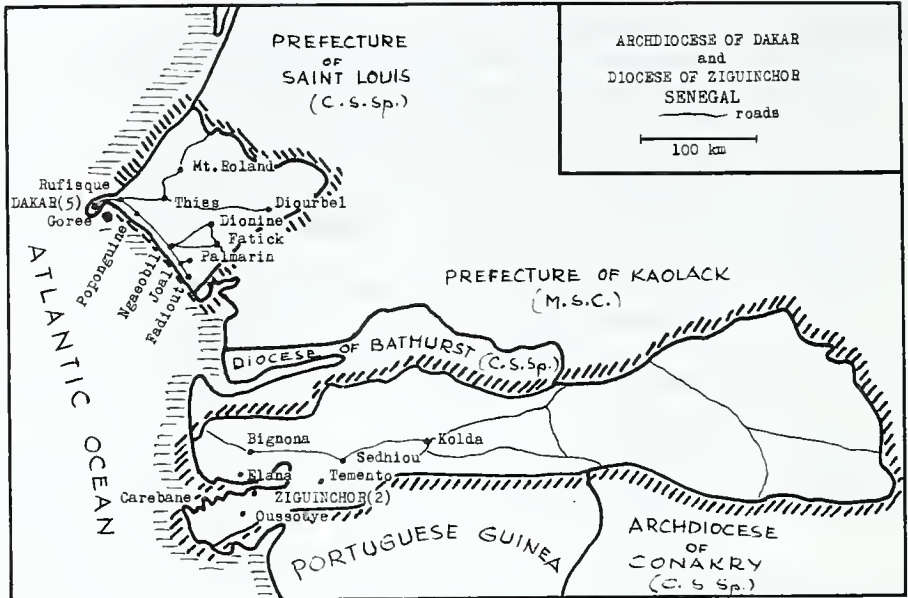 PREFECTURE
OF
SAINT LOUIS
(C.S.Sp.)
ARCHDIOCESE OF DAKAR
and
DIOCESE OF ZIGUINCHOR
SENEGAL
roads
100 km
Mt.Roland
Rufisque
DAKAR(5)
Thiess
Diourbel
Goree
Dionine
Fatick
Palmarin
Poponguine
Ngaeobil
Joal
Fadiout
ATLANTIC OCEAN
PREFECTURE OF KAOLACK
(M.S.C.)
DIOCESE OF BATHURST (C.S.Sp.)
Bignona
Kolda
Sedhiou
Elana
Temento
Carebane
ZIGUINCHOR(2)
Oussouye
PORTUGUESE GUINEA
ARCHDIOCESE
OF
CONAKRY
(C.S Sp.)